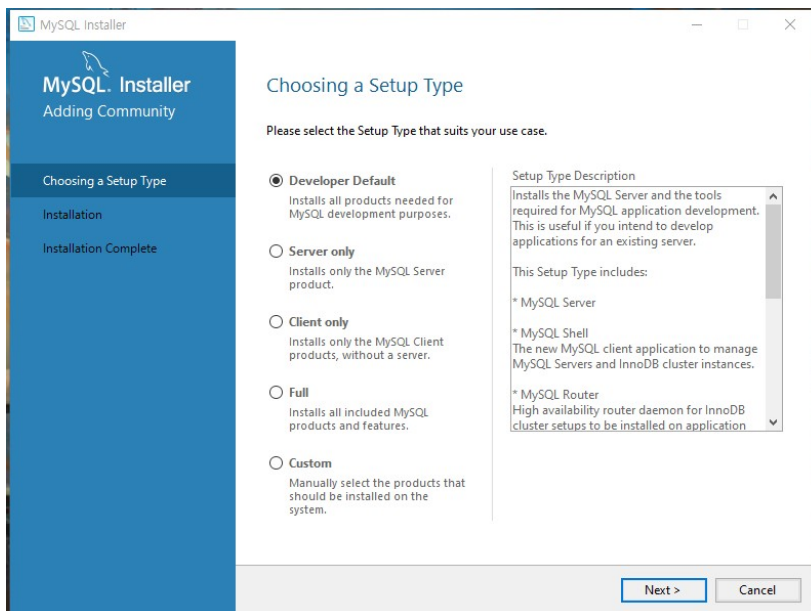 MySQL Installer
MySQL. Installer
Adding Community
Choosing a Setup Type
Installation
Installation Complete
Choosing a Setup Type
Please select the Setup Type that suits your use case.
Developer Default
Installs all products needed for
MySQL development purposes.
Server only
Installs only the MySQL Server
product.
Client only
Installs only the MySQL Client
products, without a server.
Full
Installs all included MySQL
products and features.
Custom
Manually select the products that
should be installed on the
system.
Setup Type Description
Installs the MySQL Server and the tools
required for MySQL application development.
This is useful if you intend to develop
applications for an existing server.
This Setup Type includes:
* MySQL Server
* MySQL Shell
The new MySQL client application to manage
MySQL Servers and InnoDB cluster instances.
* MySQL Router
High availability router daemon for InnoDB
cluster setups to be installed on application
Next >
Cancel